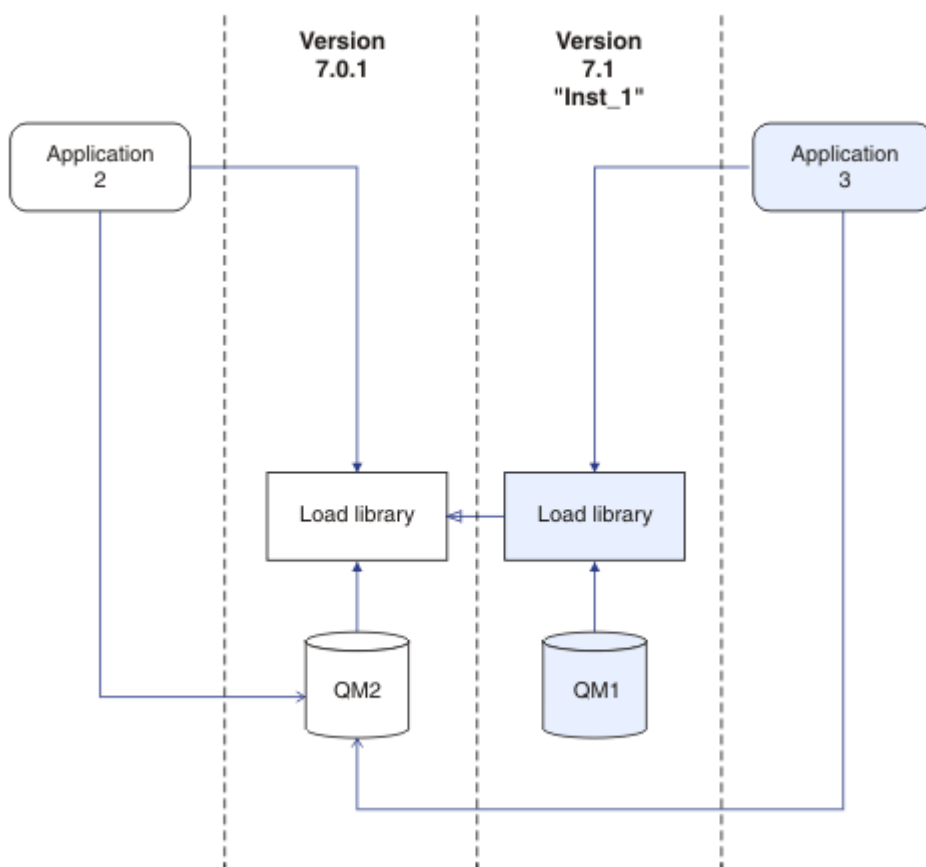 Version
7.0.1
Version
7.1
"Inst_1"
Application
2
Application
3
Load library
Load library
QM2
QM1